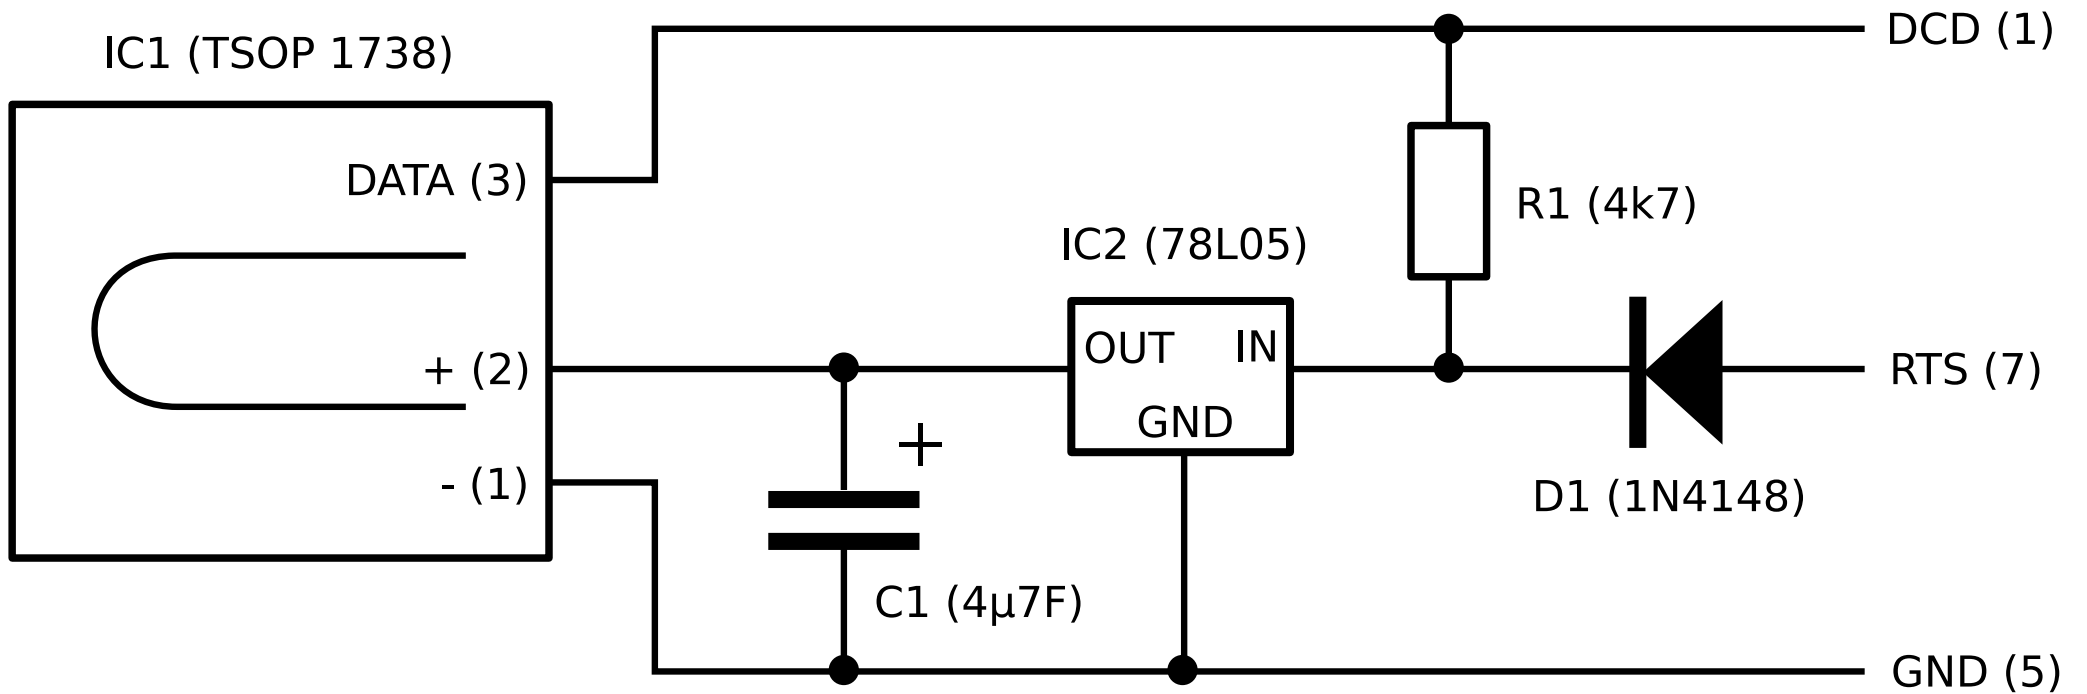 IC1 (TSOP 1738)
DCD (1)
DATA (3)
R1 (4k7)
IC2 (78L05)
OUT IN
GND
+ (2)
RTS (7)
+
- (1)
D1 (1N4148)
C1 (4µ7F)
GND (5)